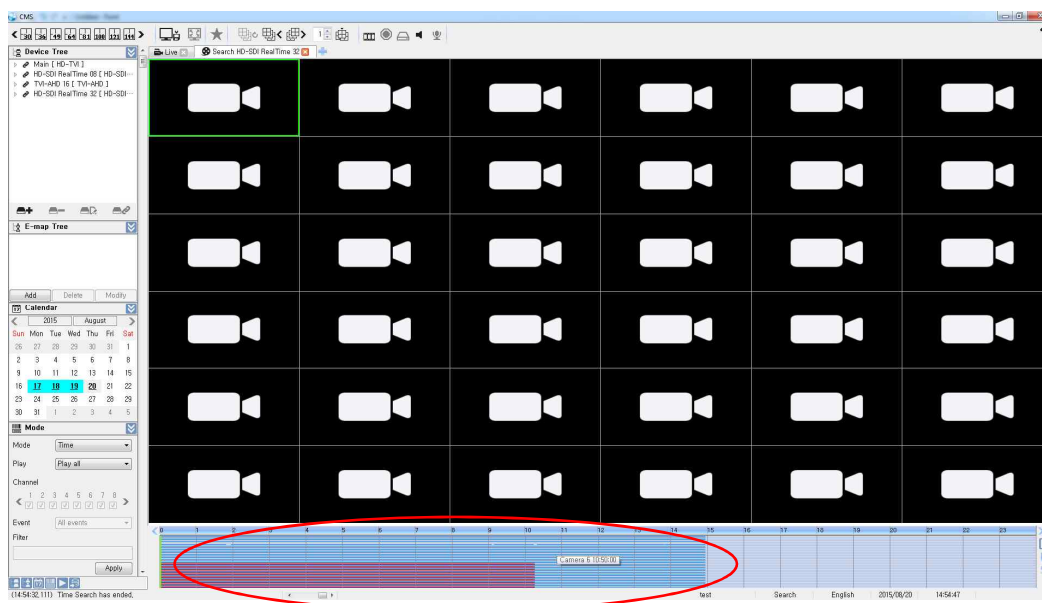 CMS
30 36 49 64 81 100 121 144
Device Tree
Live
Search HD-SDI RealTime 32
Main [ HD-TVI ]
HD-SDI RealTime 08 [ HD-SDI...
TVI-AHD 16 [ TVI-AHD ]
HD-SDI RealTime 32 [ HD-SDI...
E-map Tree
Add Delete Modify
Calendar
2015 August
Sun Mon Tue Wed Thu Fri Sat
26 27 28 29 30 31 1
2 3 4 5 6 7 8
9 10 11 12 13 14 15
16 17 18 19 20 21 22
23 24 25 26 27 28 29
30 31 1 2 3 4 5
Mode
Mode Time
Play Play all
Channel
1 2 3 4 5 6 7 8
Event All events
Filter
Apply
0 1 2 3 4 5 6 7 8 9 10 11 12 13 14 15 16 17 18 19 20 21 22 23
Camera 6 10:50:00
(14:54:32,111) Time Search has ended.
test Search English 2015/08/20 14:54:47